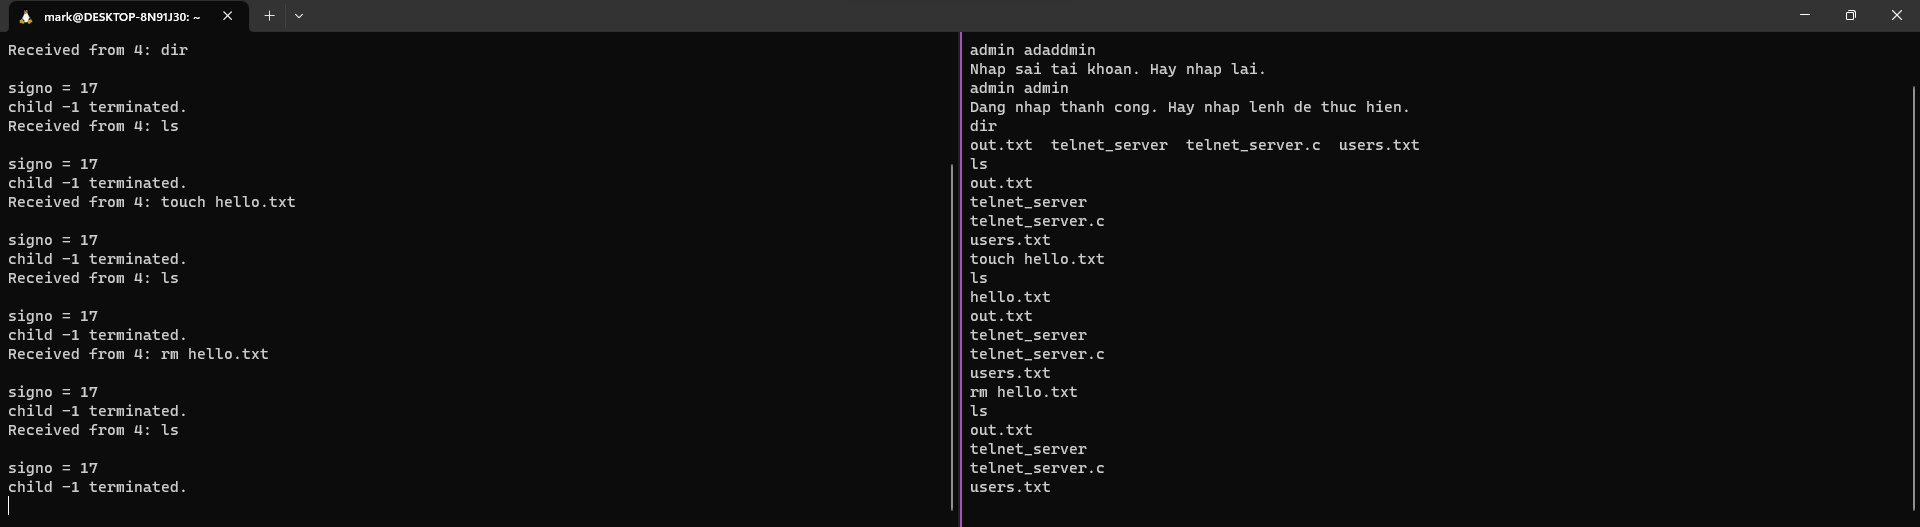 mark@DESKTOP-8N91J30: ~
Received from 4: dir
signo = 17
child -1 terminated.
Received from 4: ls
signo = 17
child -1 terminated.
Received from 4: touch hello.txt
signo = 17
child -1 terminated.
Received from 4: ls
signo = 17
child -1 terminated.
Received from 4: rm hello.txt
signo = 17
child -1 terminated.
Received from 4: ls
signo = 17
child -1 terminated.
admin adaddmin
Nhap sai tai khoan. Hay nhap lai.
admin admin
Dang nhap thanh cong. Hay nhap lenh de thuc hien.
dir
out.txt  telnet_server  telnet_server.c  users.txt
ls
out.txt
telnet_server
telnet_server.c
users.txt
touch hello.txt
ls
hello.txt
out.txt
telnet_server
telnet_server.c
users.txt
rm hello.txt
ls
out.txt
telnet_server
telnet_server.c
users.txt